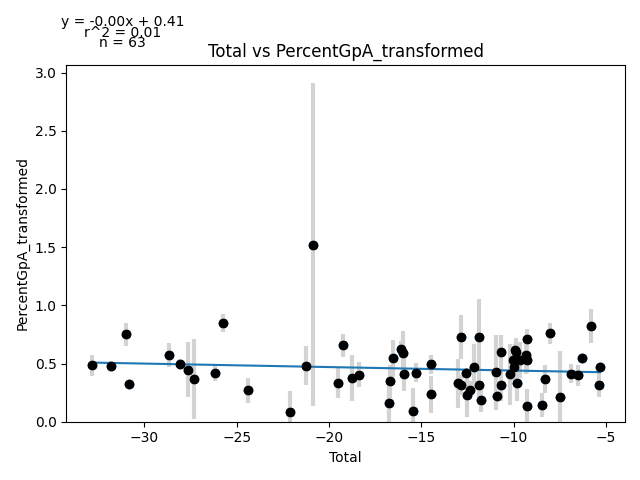 y = -0.00x + 0.41
r^2 = 0.01
n = 63
Total vs PercentGpA_transformed
3.0
2.5
2.0
1.5
1.0
0.5
0.0
PercentGpA_transformed
−30
−25
−20
−15
−10
−5
Total